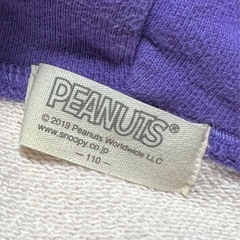 PEANUTS®
© 2019 Peanuts Worldwide LLC
www.snoopy.co.jp
— 110 —